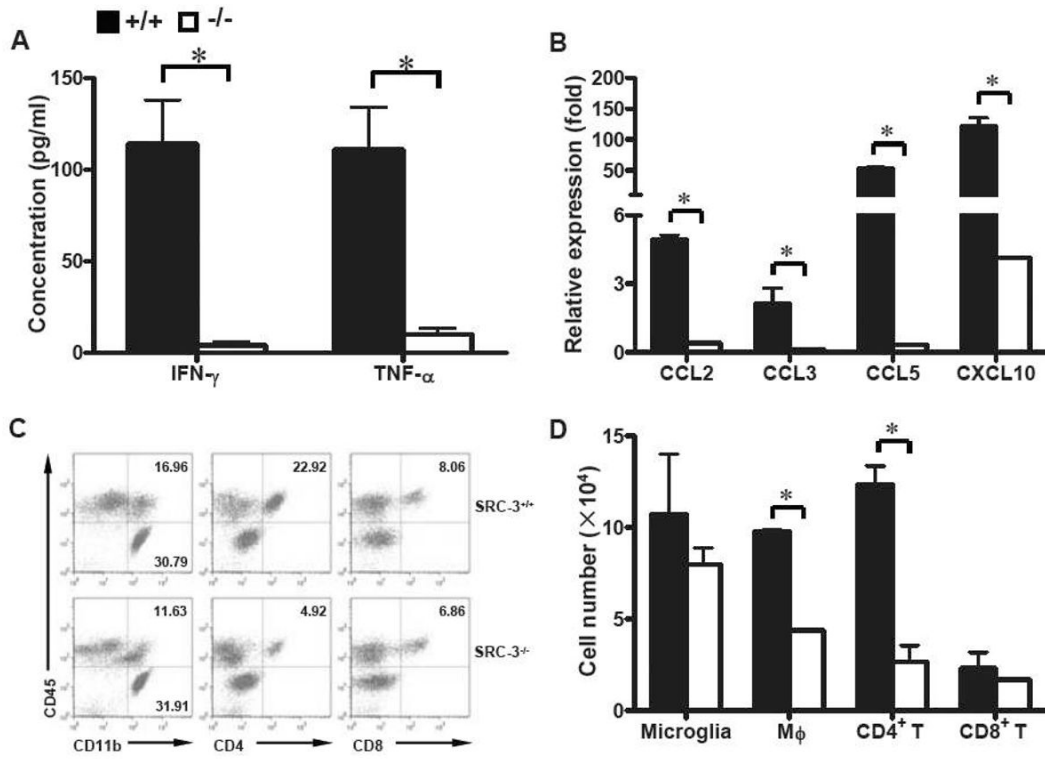 +/+ -/-
A
Concentration (pg/ml)
150
100
50
0
IFN-γ TNF-α
* *
B
Relative expression (fold)
200
150
100
50
6
3
0
* * * *
CCL2 CCL3 CCL5 CXCL10
C
16.96 22.92 8.06
30.79
SRC-3+/+
11.63 4.92 6.86
31.91
SRC-3-/-
CD45
CD11b CD4 CD8
D
Cell number (×10⁴)
15
10
5
0
* *
Microglia Mϕ CD4⁺ T CD8⁺ T